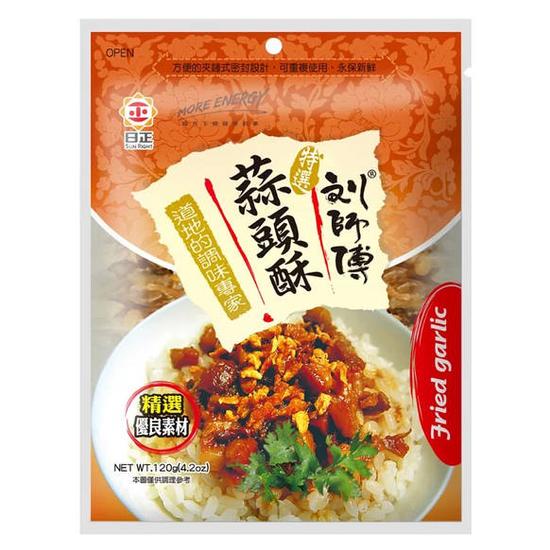 OPEN
方便的夾鏈式密封設計，可重複使用，永保新鮮
MORE ENERGY
日正
SUN RIGHT
刘師傅®
特選
蒜頭酥
道地的調味專家
Fried garlic
精選
優良素材
NET WT.120g(4.2oz)
本圖僅供調理參考